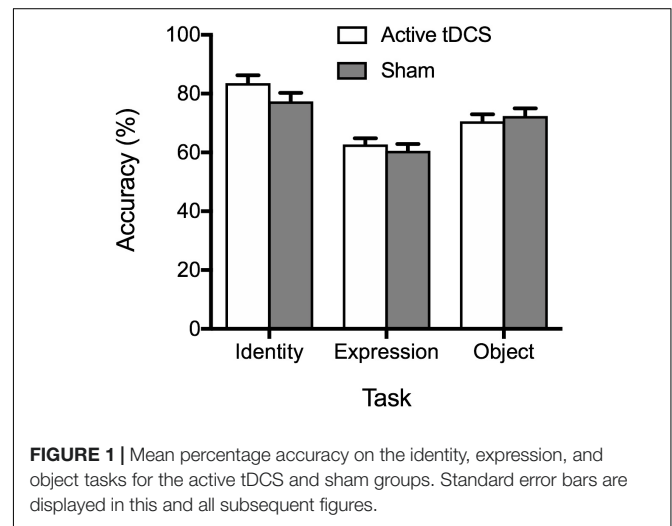 100
80
60
40
20
0
Accuracy (%)
Active tDCS
Sham
Identity Expression Object
Task
FIGURE 1 | Mean percentage accuracy on the identity, expression, and
object tasks for the active tDCS and sham groups. Standard error bars are
displayed in this and all subsequent figures.